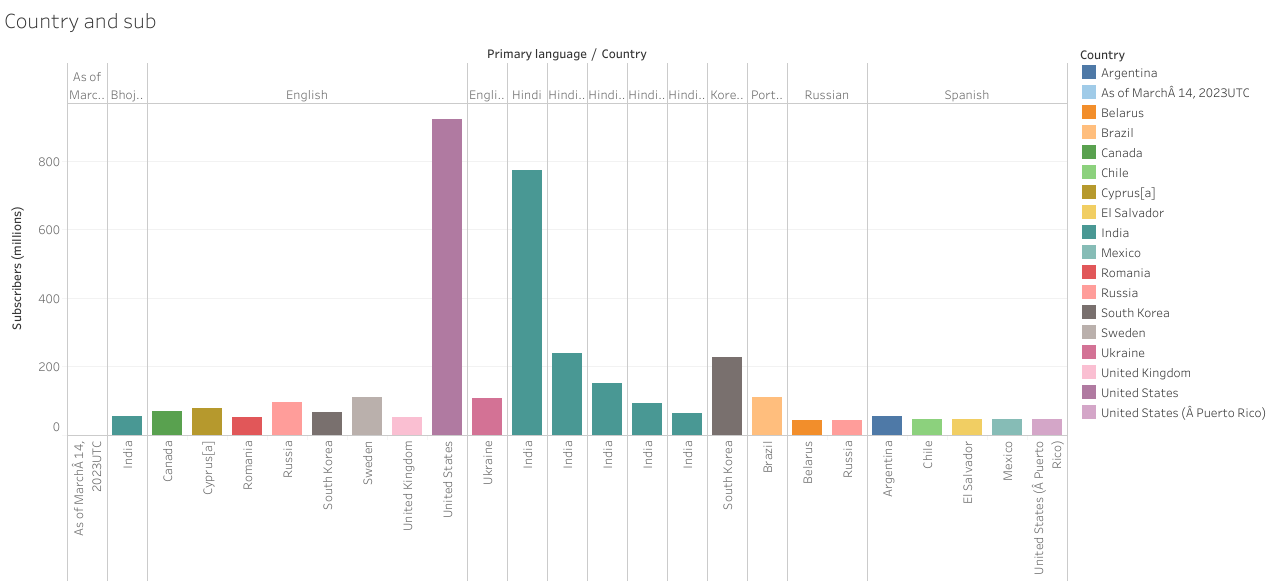 Country and sub
Primary language / Country
As of
Marc..
Bhoj..
English
Engli..
Hindi
Hindi..
Hindi..
Hindi..
Hindi..
Kore..
Port..
Russian
Spanish
Subscribers (millions)
800
600
400
200
0
As of MarchÂ 14,
2023UTC
India
Canada
Cyprus[a]
Romania
Russia
South Korea
Sweden
United Kingdom
United States
Ukraine
India
India
India
India
India
South Korea
Brazil
Belarus
Russia
Argentina
Chile
El Salvador
Mexico
United States (Â Puerto
Rico)
Country
Argentina
As of MarchÂ 14, 2023UTC
Belarus
Brazil
Canada
Chile
Cyprus[a]
El Salvador
India
Mexico
Romania
Russia
South Korea
Sweden
Ukraine
United Kingdom
United States
United States (Â Puerto Rico)